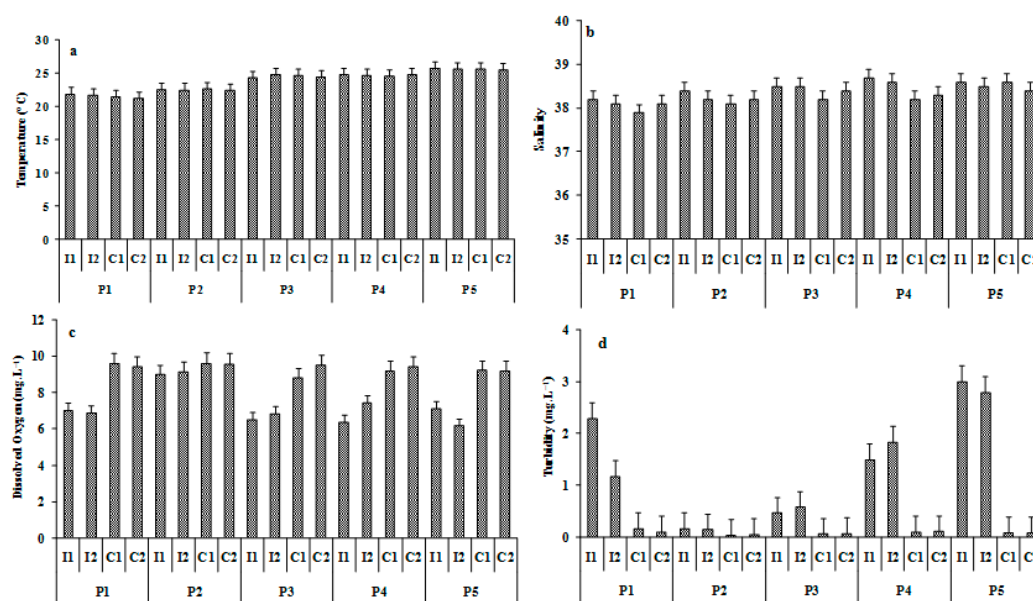 a
Temperature (° C)
30
25
20
15
10
5
0
I1 I2 C1 C2 I1 I2 C1 C2 I1 I2 C1 C2 I1 I2 C1 C2 I1 I2 C1 C2
P1 P2 P3 P4 P5
b
Salinity
40
39
38
37
36
35
I1 I2 C1 C2 I1 I2 C1 C2 I1 I2 C1 C2 I1 I2 C1 C2 I1 I2 C1 C2
P1 P2 P3 P4 P5
c
Dissolved Oxygen (mg.L⁻¹)
12
10
8
6
4
2
0
I1 I2 C1 C2 I1 I2 C1 C2 I1 I2 C1 C2 I1 I2 C1 C2 I1 I2 C1 C2
P1 P2 P3 P4 P5
d
Turbidity (mg.L⁻¹)
4
3
2
1
0
I1 I2 C1 C2 I1 I2 C1 C2 I1 I2 C1 C2 I1 I2 C1 C2 I1 I2 C1 C
P1 P2 P3 P4 P5